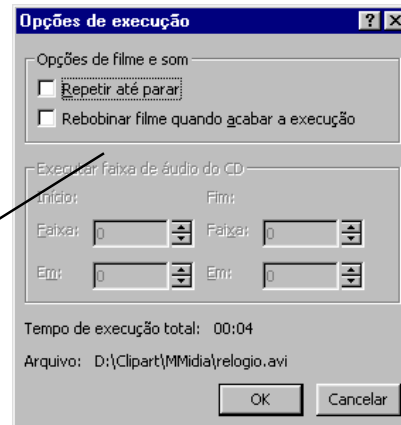 Opções de execução
Opções de filme e som
Repetir até parar
Rebobinar filme quando acabar a execução
Executar faixa de áudio do CD
Início: Fim:
Faixa: 0 Faixa: 0
Em: 0 Em: 0
Tempo de execução total: 00:04
Arquivo: D:\Clipart\MMidia\relogio.avi
OK Cancelar